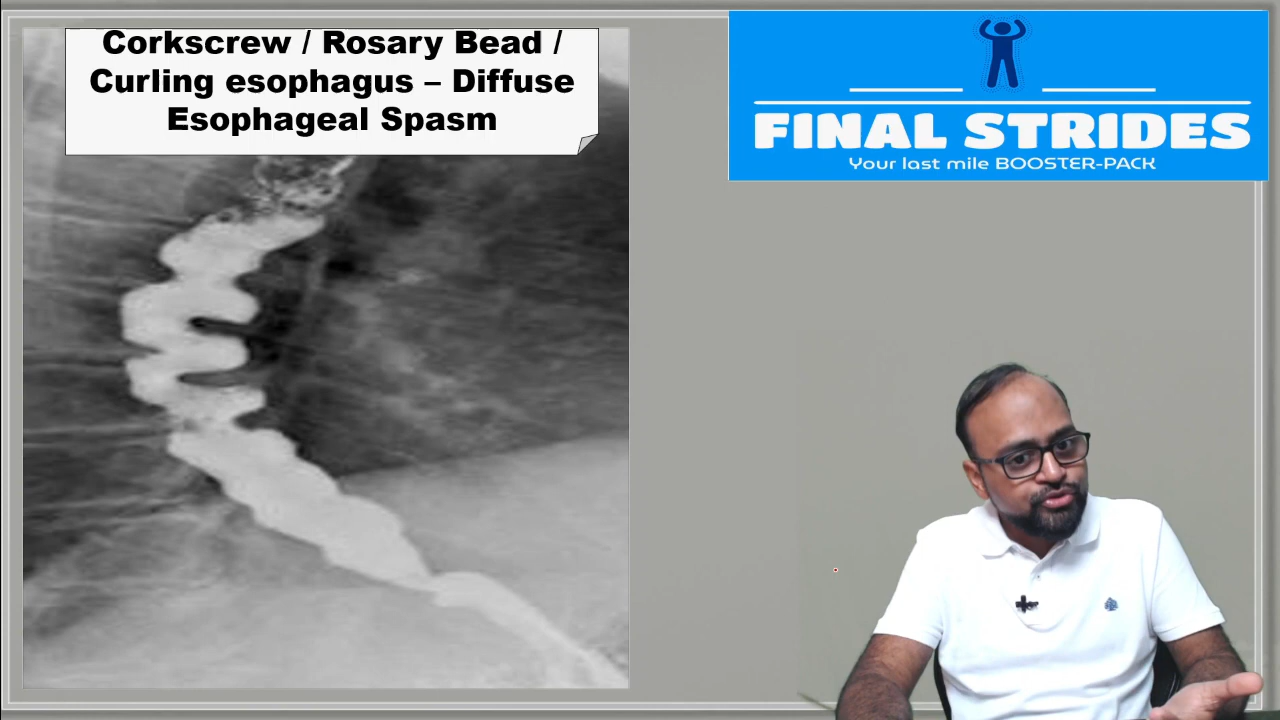 Corkscrew / Rosary Bead /
Curling esophagus – Diffuse
Esophageal Spasm
FINAL STRIDES
Your last mile BOOSTER-PACK